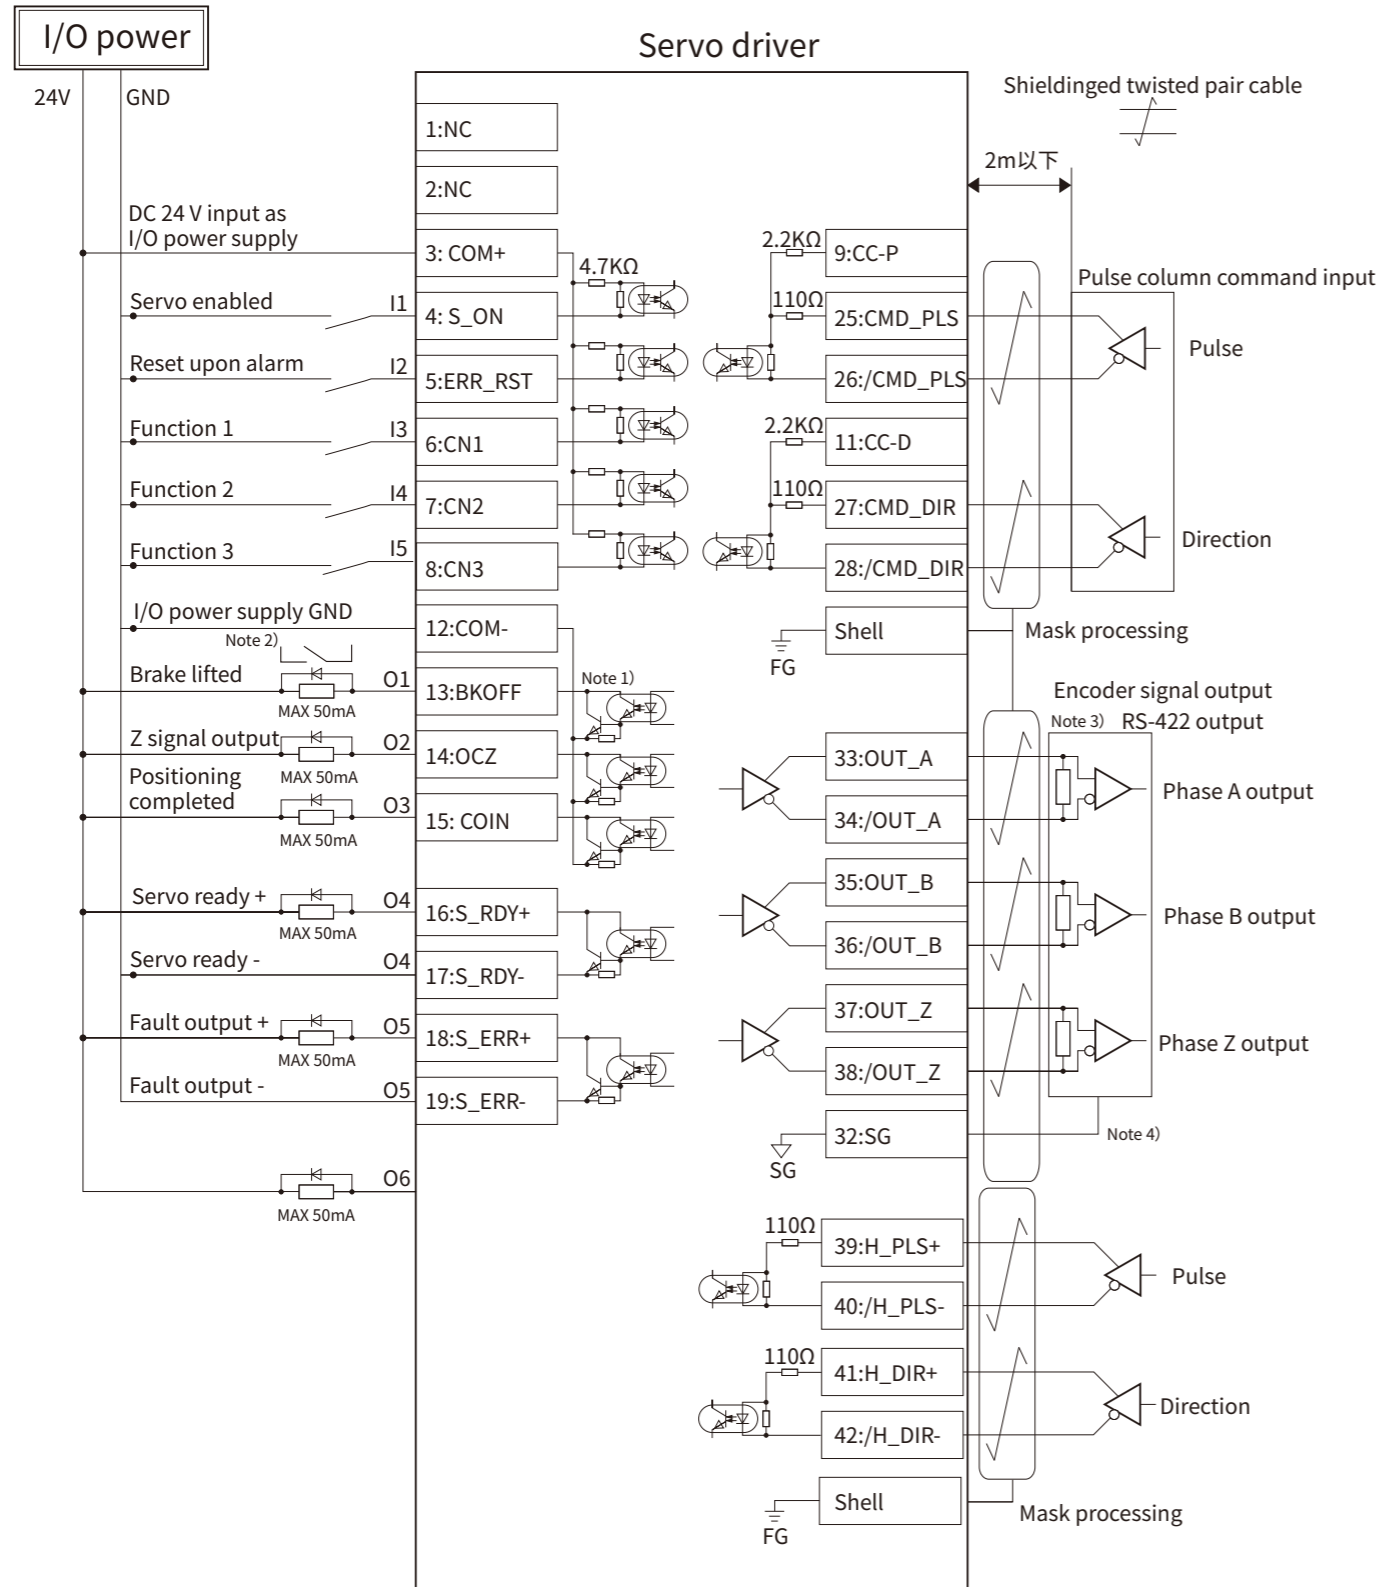 I/O power
Servo driver
24V
GND
Shieldinged twisted pair cable
2m以下
1:NC
2:NC
DC 24 V input as
I/O power supply
3: COM+
4.7KΩ
2.2KΩ
9:CC-P
Pulse column command input
Servo enabled
I1
4: S_ON
110Ω
25:CMD_PLS
Pulse
Reset upon alarm
I2
5:ERR_RST
26:/CMD_PLS
Function 1
I3
6:CN1
2.2KΩ
11:CC-D
Function 2
I4
7:CN2
110Ω
27:CMD_DIR
Direction
Function 3
I5
8:CN3
28:/CMD_DIR
I/O power supply GND
12:COM-
Shell
FG
Mask processing
Note 2)
Brake lifted
MAX 50mA
O1
13:BKOFF
Note 1)
Encoder signal output
Note 3) RS-422 output
Z signal output
MAX 50mA
O2
14:OCZ
33:OUT_A
Phase A output
Positioning
completed
MAX 50mA
O3
15: COIN
34:/OUT_A
Servo ready +
MAX 50mA
O4
16:S_RDY+
35:OUT_B
Phase B output
Servo ready -
O4
17:S_RDY-
36:/OUT_B
Fault output +
MAX 50mA
O5
18:S_ERR+
37:OUT_Z
Phase Z output
Fault output -
O5
19:S_ERR-
38:/OUT_Z
32:SG
SG
Note 4)
O6
MAX 50mA
110Ω
39:H_PLS+
Pulse
40:/H_PLS-
110Ω
41:H_DIR+
Direction
42:/H_DIR-
Shell
FG
Mask processing